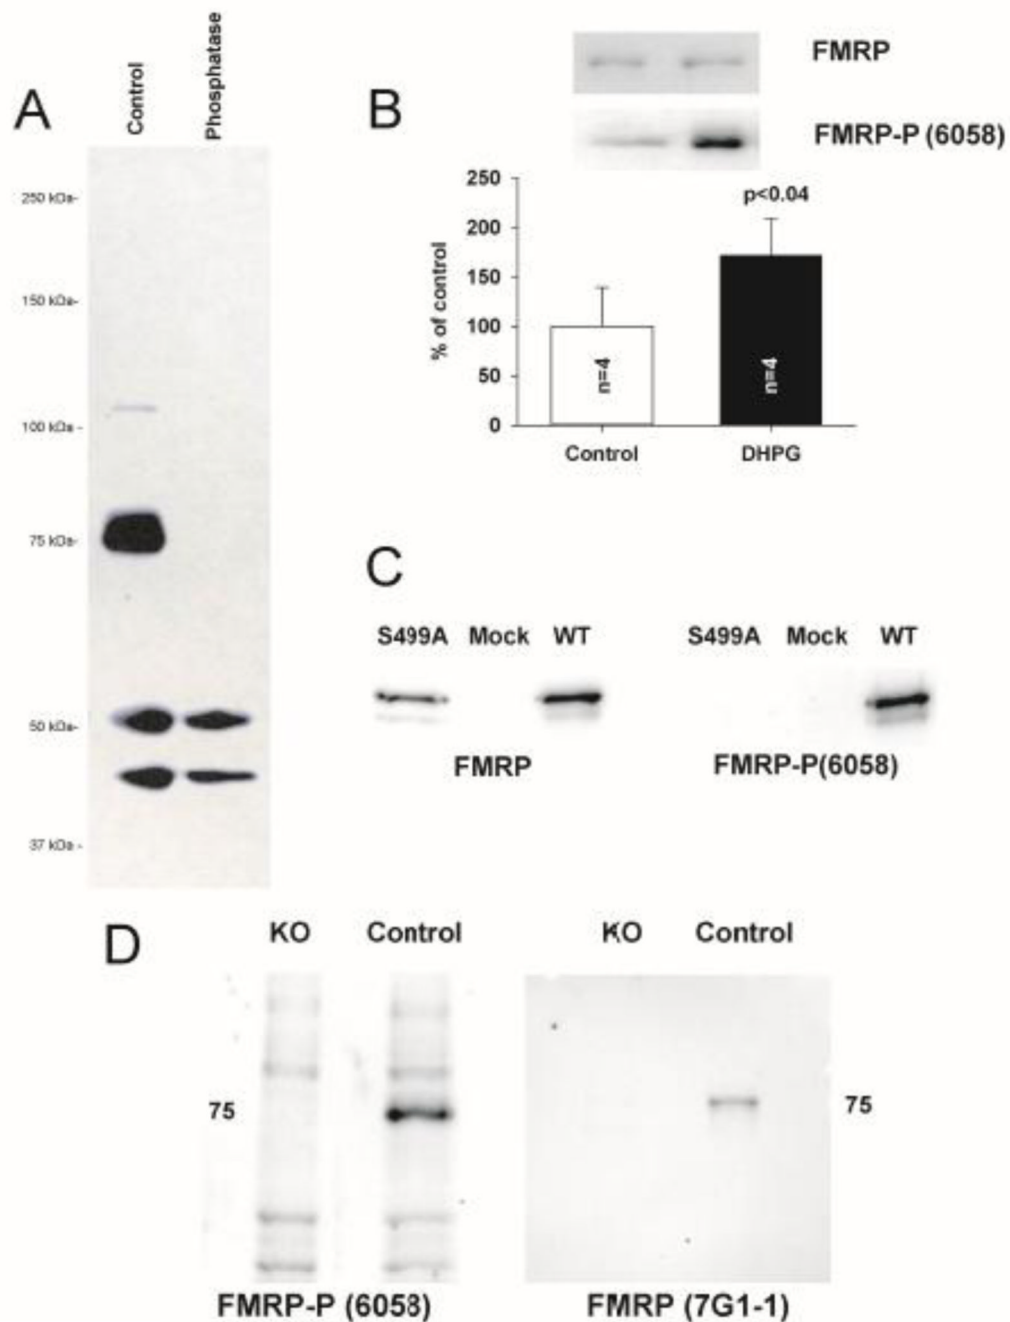 A
Control
Phosphatase
250 kDa-
150 kDa-
100 kDa -
75 kDa-
50 kDa-
37 kDa -
B
FMRP
FMRP-P (6058)
% of control
250
200
150
100
50
0
p<0.04
n=4
n=4
Control
DHPG
C
S499A Mock WT
FMRP
S499A Mock WT
FMRP-P(6058)
D
KO Control
75
FMRP-P (6058)
KO Control
75
FMRP (7G1-1)